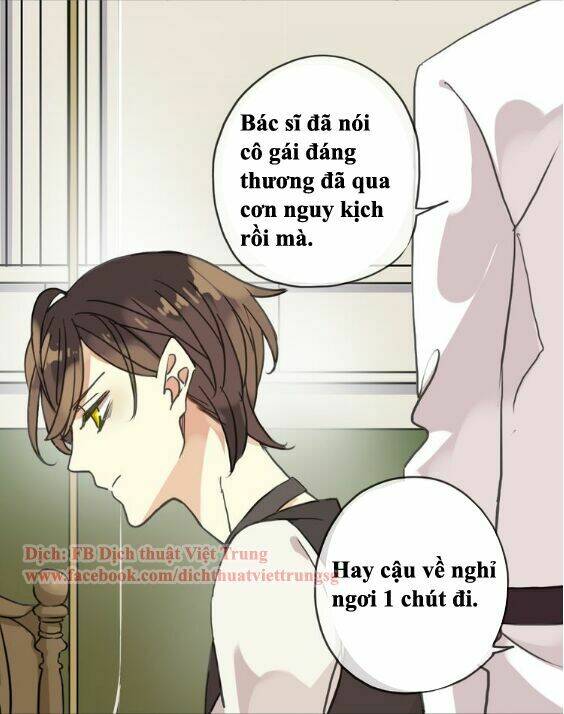 Bác sĩ đã nói
cô gái đáng
thương đã qua
cơn nguy kịch
rồi mà.
Dịch: FB Dịch thuật Việt Trung
www.facebook.com/dichthuatviettrungsg
Hay cậu về nghỉ
ngơi 1 chút đi.